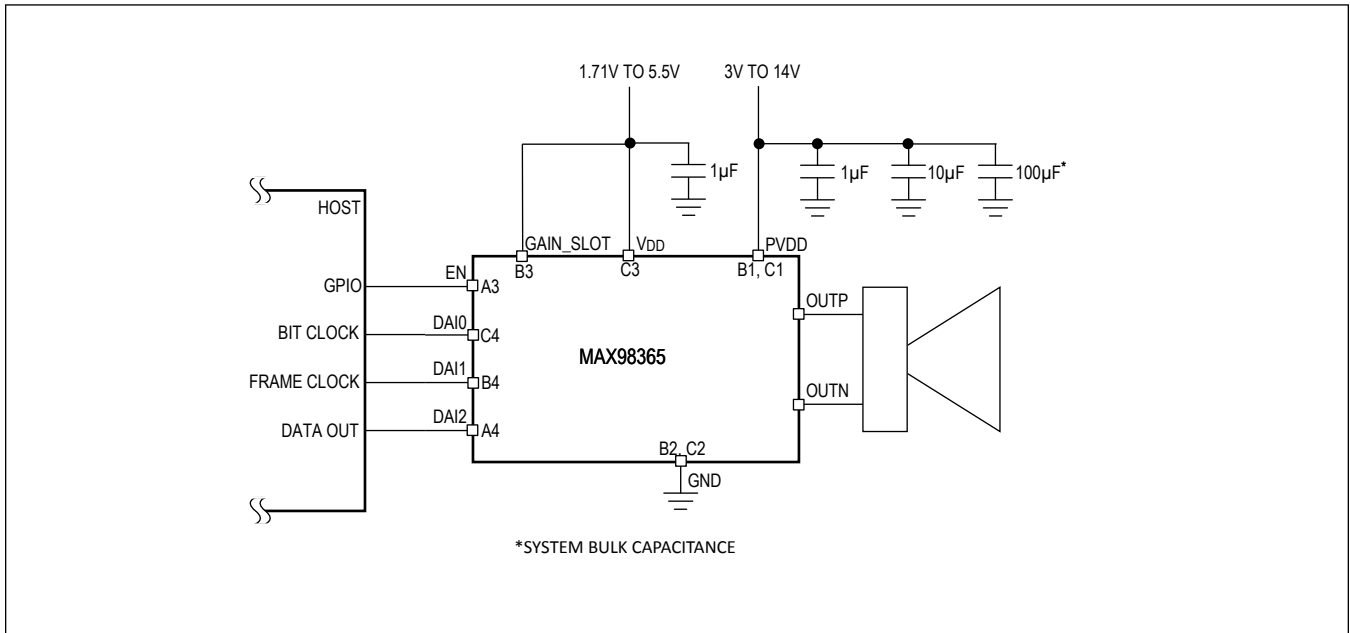 1.71V TO 5.5V
3V TO 14V
1µF
1µF
10µF
100µF*
HOST
GAIN_SLOT
VDD
PVDD
B3
C3
B1, C1
GPIO
EN
A3
OUTP
BIT CLOCK
DAI0
C4
MAX98365
FRAME CLOCK
DAI1
B4
OUTN
DATA OUT
DAI2
A4
B2, C2
GND
*SYSTEM BULK CAPACITANCE